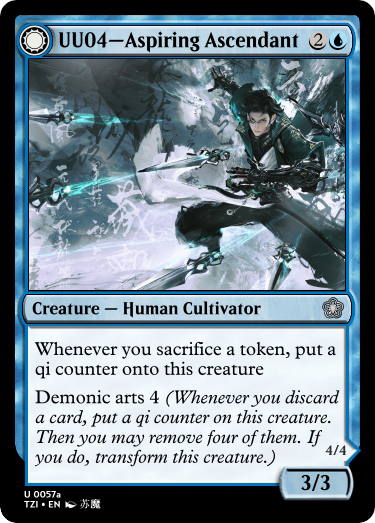 UU04—Aspiring Ascendant 2
Creature — Human Cultivator
Whenever you sacrifice a token, put a
qi counter onto this creature
Demonic arts 4 (Whenever you discard
a card, put a qi counter on this creature.
Then you may remove four of them. If
you do, transform this creature.)
4/4
3/3
U 0057a
TZI • EN 苏魔